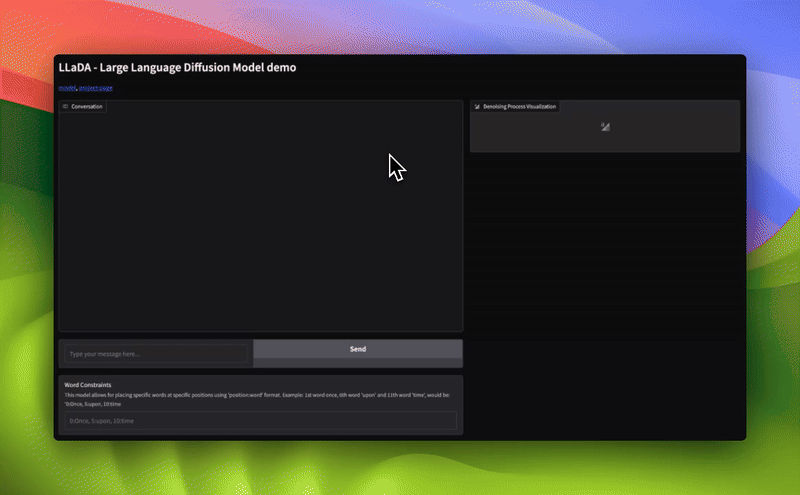 LLaDA - Large Language Diffusion Model demo
model, project page
Conversation
Denoising Process Visualization
Type your message here...
Send
Word Constraints
This model allows for placing specific words at specific positions using 'position:word' format. Example: 1st word once, 6th word 'upon' and 11th word 'time', would be:
'0:Once, 5:upon, 10:time
0:Once, 5:upon, 10:time